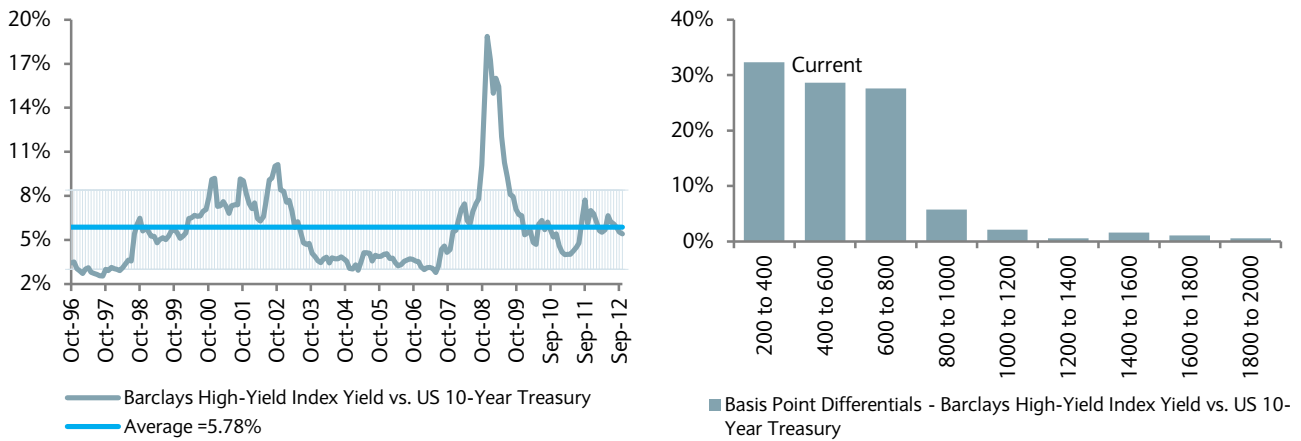 20%
17%
14%
11%
8%
5%
2%
Oct-96
Oct-97
Oct-98
Oct-99
Oct-00
Oct-01
Oct-02
Oct-03
Oct-04
Oct-05
Oct-06
Oct-07
Oct-08
Oct-09
Sep-10
Sep-11
Sep-12
Barclays High-Yield Index Yield vs. US 10-Year Treasury
Average =5.78%
40%
30%
20%
10%
0%
Current
200 to 400
400 to 600
600 to 800
800 to 1000
1000 to 1200
1200 to 1400
1400 to 1600
1600 to 1800
1800 to 2000
Basis Point Differentials - Barclays High-Yield Index Yield vs. US 10-
Year Treasury